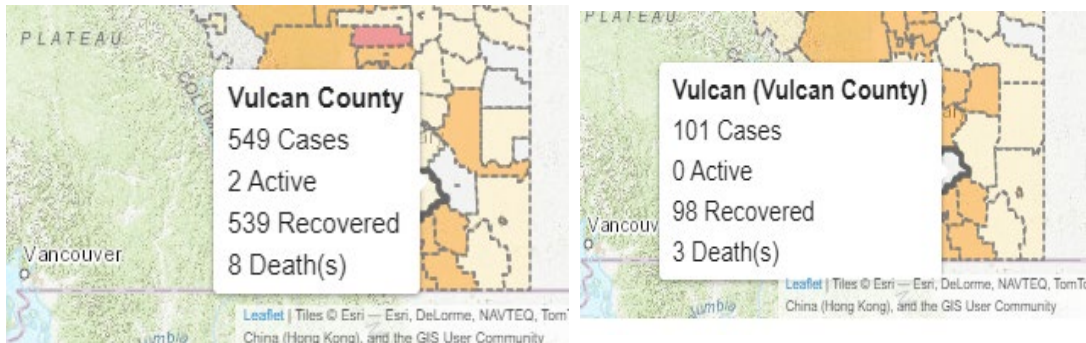 PLATEAU
Vulcan County
549 Cases
2 Active
539 Recovered
8 Death(s)
Vancouver
Leaflet | Tiles © Esri — Esri, DeLorme, NAVTEQ, Tom
China (Hong Kong), and the GIS User Community
PLATEAU
Vulcan (Vulcan County)
101 Cases
0 Active
98 Recovered
3 Death(s)
Vancouv
Leaflet | Tiles © Esri — Esri, DeLorme, NAVTEQ, TomTo
China (Hong Kong), and the GIS User Community